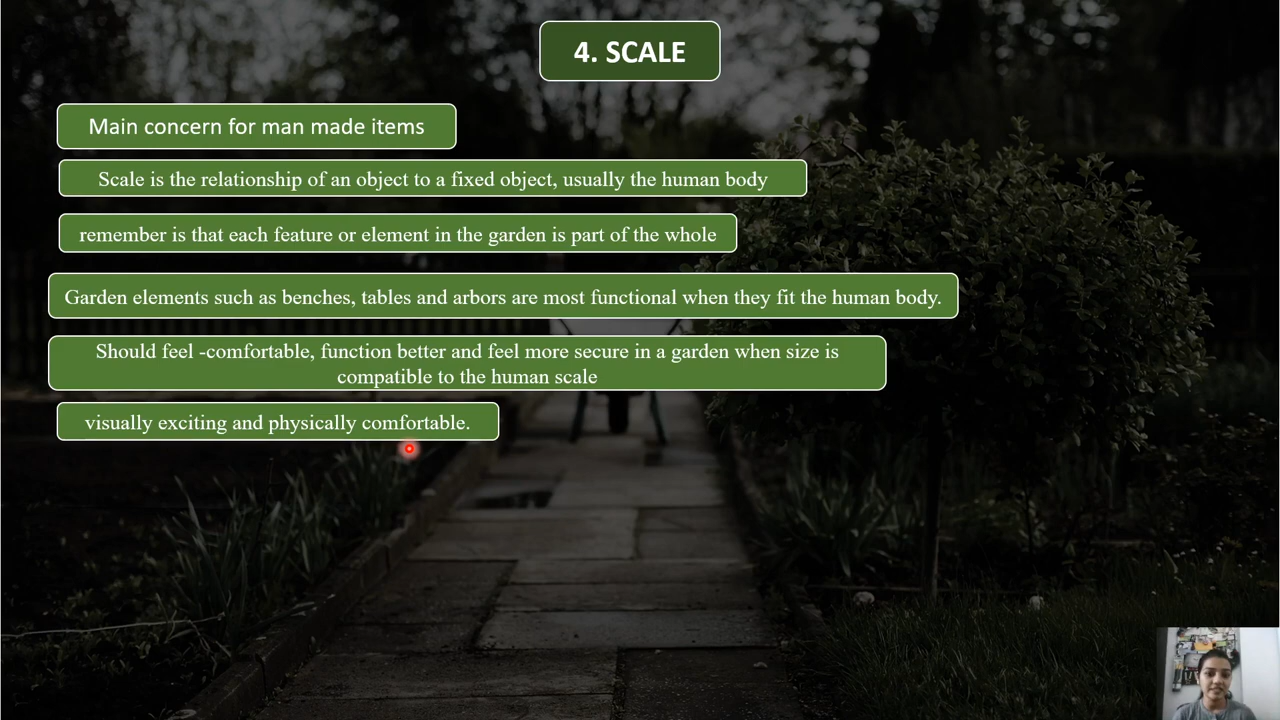 4. SCALE
Main concern for man made items
Scale is the relationship of an object to a fixed object, usually the human body
remember is that each feature or element in the garden is part of the whole
Garden elements such as benches, tables and arbors are most functional when they fit the human body.
Should feel -comfortable, function better and feel more secure in a garden when size is
compatible to the human scale
visually exciting and physically comfortable.